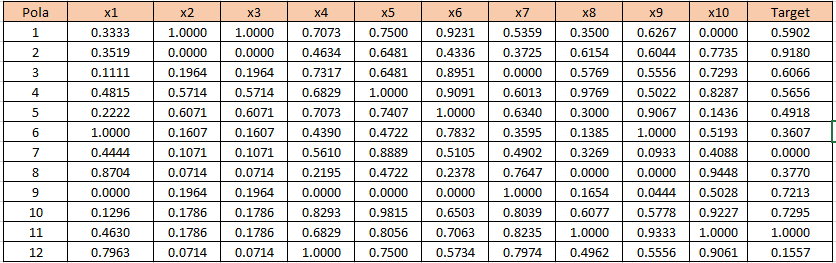 Pola x1 x2 x3 x4 x5 x6 x7 x8 x9 x10 Target
1 0.3333 1.0000 1.0000 0.7073 0.7500 0.9231 0.5359 0.3500 0.6267 0.0000 0.5902
2 0.3519 0.0000 0.0000 0.4634 0.6481 0.4336 0.3725 0.6154 0.6044 0.7735 0.9180
3 0.1111 0.1964 0.1964 0.7317 0.6481 0.8951 0.0000 0.5769 0.5556 0.7293 0.6066
4 0.4815 0.5714 0.5714 0.6829 1.0000 0.9091 0.6013 0.9769 0.5022 0.8287 0.5656
5 0.2222 0.6071 0.6071 0.7073 0.7407 1.0000 0.6340 0.3000 0.9067 0.1436 0.4918
6 1.0000 0.1607 0.1607 0.4390 0.4722 0.7832 0.3595 0.1385 1.0000 0.5193 0.3607
7 0.4444 0.1071 0.1071 0.5610 0.8889 0.5105 0.4902 0.3269 0.0933 0.4088 0.0000
8 0.8704 0.0714 0.0714 0.2195 0.4722 0.2378 0.7647 0.0000 0.0000 0.9448 0.3770
9 0.0000 0.1964 0.1964 0.0000 0.0000 0.0000 1.0000 0.1654 0.0444 0.5028 0.7213
10 0.1296 0.1786 0.1786 0.8293 0.9815 0.6503 0.8039 0.6077 0.5778 0.9227 0.7295
11 0.4630 0.1786 0.1786 0.6829 0.8056 0.7063 0.8235 1.0000 0.9333 1.0000 1.0000
12 0.7963 0.0714 0.0714 1.0000 0.7500 0.5734 0.7974 0.4962 0.5556 0.9061 0.1557